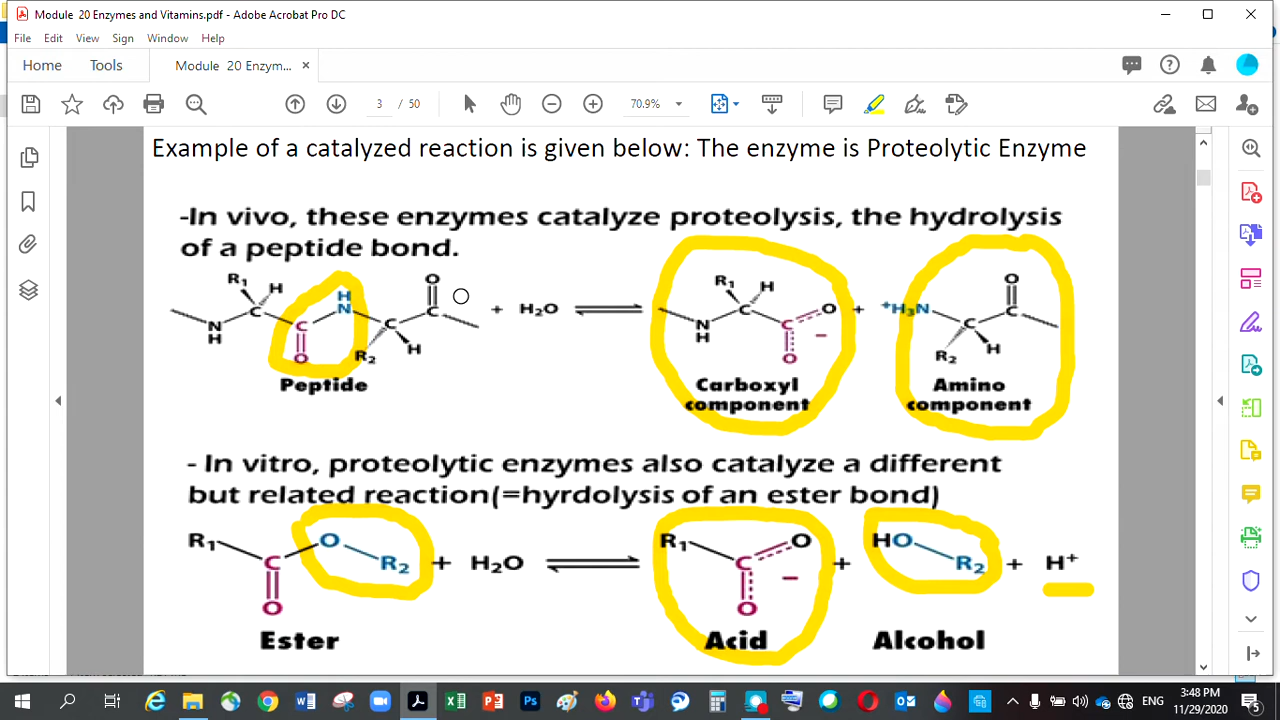 Module 20 Enzymes and Vitamins.pdf - Adobe Acrobat Pro DC
File Edit View Sign Window Help
Home Tools Module 20 Enzym... ×
3 / 50 70.9%
Example of a catalyzed reaction is given below: The enzyme is Proteolytic Enzyme
-In vivo, these enzymes catalyze proteolysis, the hydrolysis
of a peptide bond.
R₁ H H N O R₁ H O
N H C C O C C R₂ H + H₂O N H C C O − O + ⁺H₃N C C R₂ H
Peptide Carboxyl component Amino component
- In vitro, proteolytic enzymes also catalyze a different
but related reaction(=hyrdolysis of an ester bond)
R₁ O R₁ O HO
C R₂ + H₂O C − + R₂ + H⁺
O O
Ester Acid Alcohol
ENG 3:48 PM
11/29/2020 5